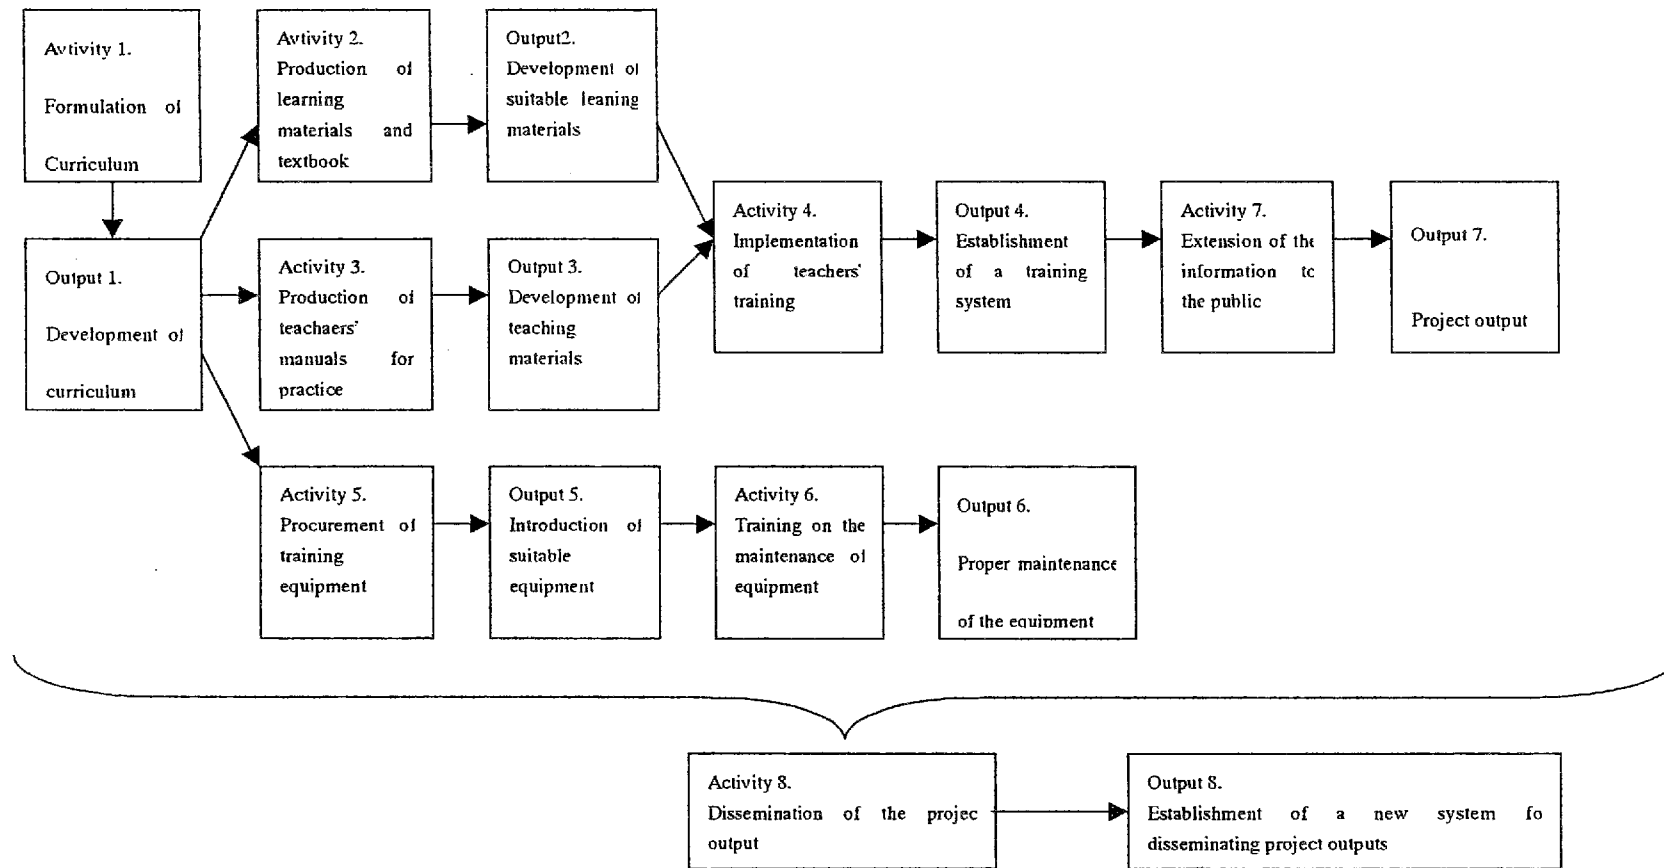 Avtivity 1.
Formulation of
Curriculum
Avtivity 2.
Production of
learning
materials and
textbook
Output2.
Development of
suitable leaning
materials
Output 1.
Development of
curriculum
Activity 3.
Production of
teachaers'
manuals for
practice
Output 3.
Development of
teaching
materials
Activity 4.
Implementation
of teachers'
training
Output 4.
Establishment
of a training
system
Activity 7.
Extension of the
information to
the public
Output 7.
Project output
Activity 5.
Procurement of
training
equipment
Output 5.
Introduction of
suitable
equipment
Activity 6.
Training on the
maintenance of
equipment
Output 6.
Proper maintenance
of the equipment
Activity 8.
Dissemination of the projec
output
Output 8.
Establishment of a new system fo
disseminating project outputs